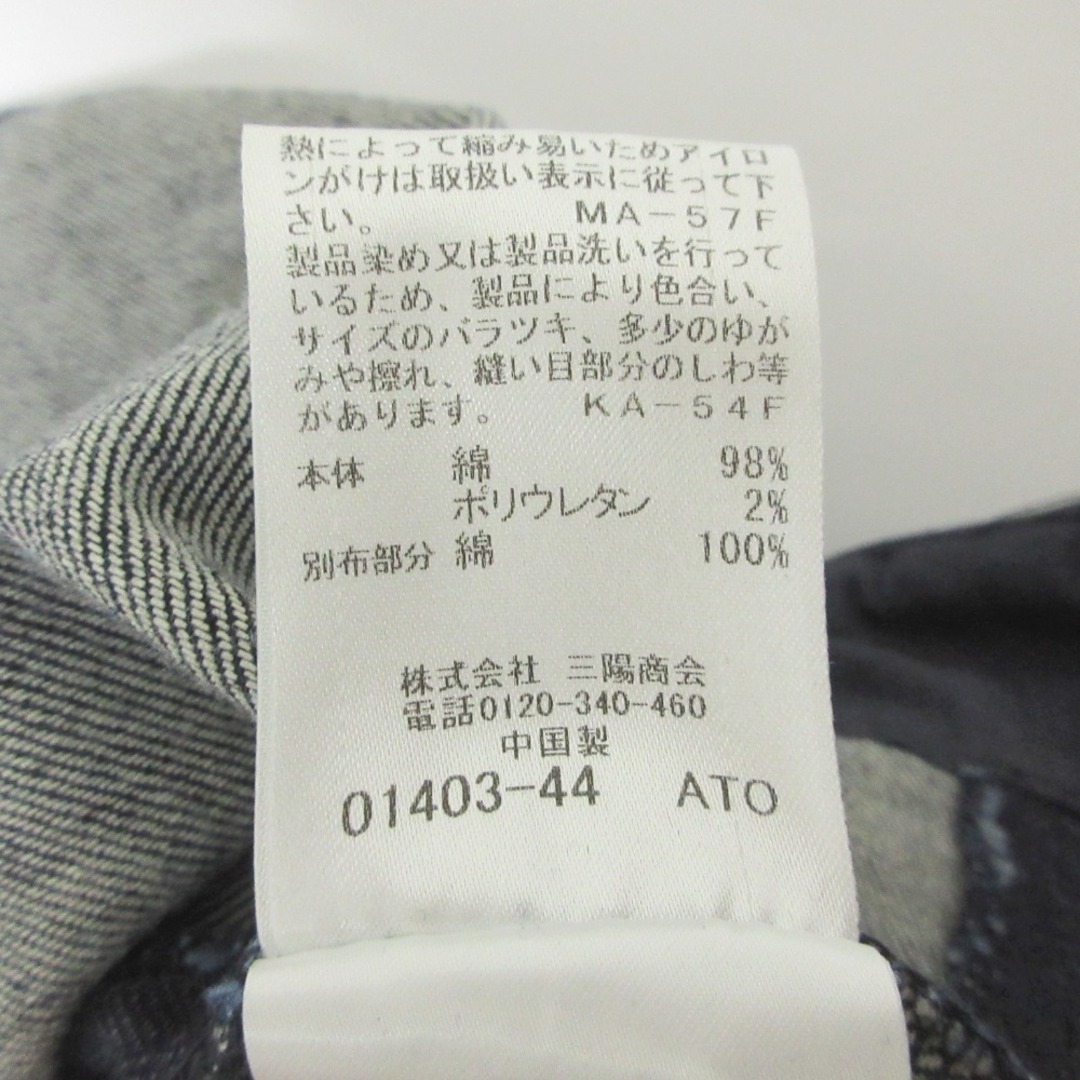 熱によって縮み易いためアイロ
ンがけは取扱い表示に従って下
さい。 MA-57F
製品染め又は製品洗いを行って
いるため、製品により色合い、
サイズのバラツキ、多少のゆが
みや擦れ、縫い目部分のしわ等
があります。 KA-54F
本体 綿 98%
ポリウレタン 2%
別布部分 綿 100%
株式会社 三陽商会
電話0120-340-460
中国製
01403-44 ATO